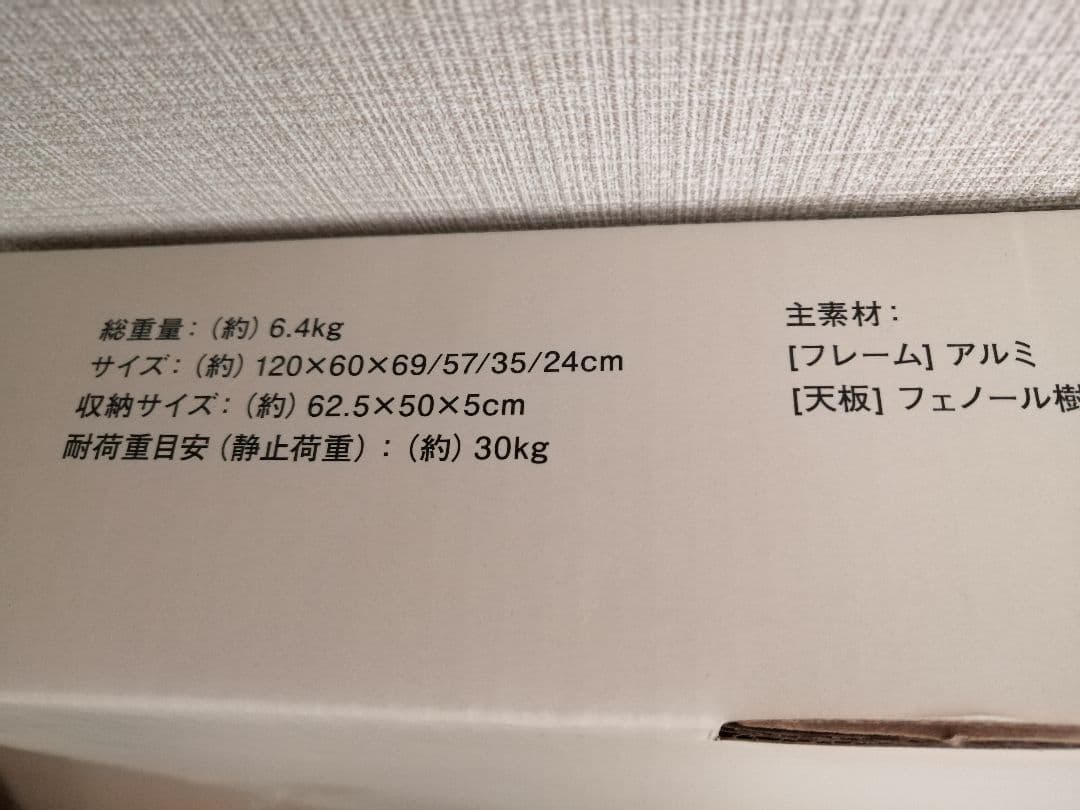 総重量：（約）6.4kg
サイズ：（約）120×60×69/57/35/24cm
収納サイズ：（約）62.5×50×5cm
耐荷重目安（静止荷重）：（約）30kg
主素材：
[フレーム] アルミ
[天板] フェノール樹